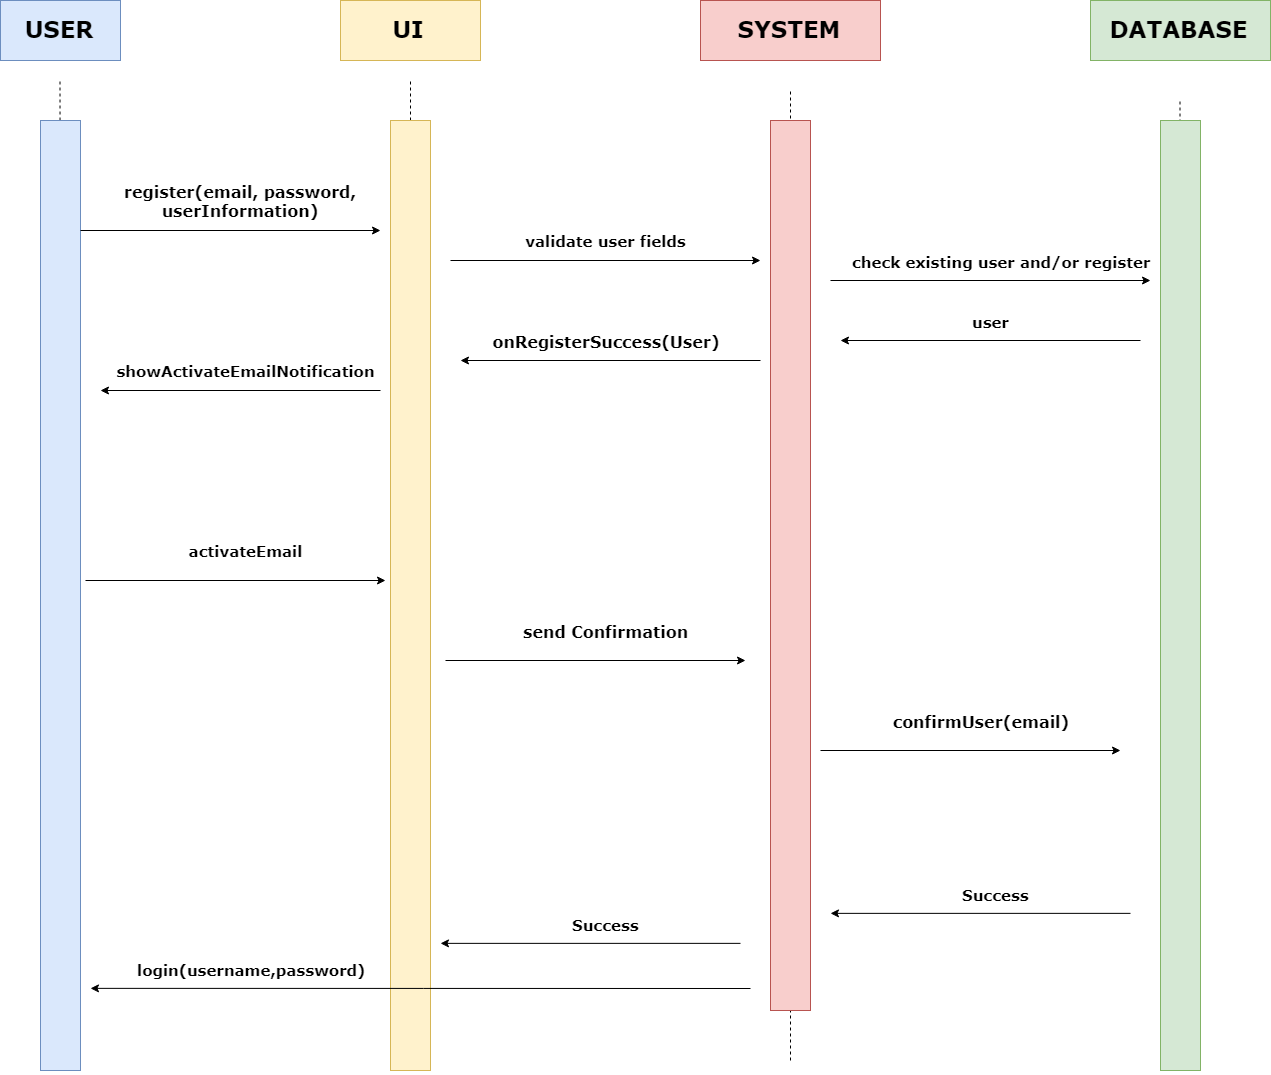 USER
UI
SYSTEM
DATABASE
register(email, password,
userInformation)
validate user fields
check existing user and/or register
user
onRegisterSuccess(User)
showActivateEmailNotification
activateEmail
send Confirmation
confirmUser(email)
Success
Success
login(username,password)